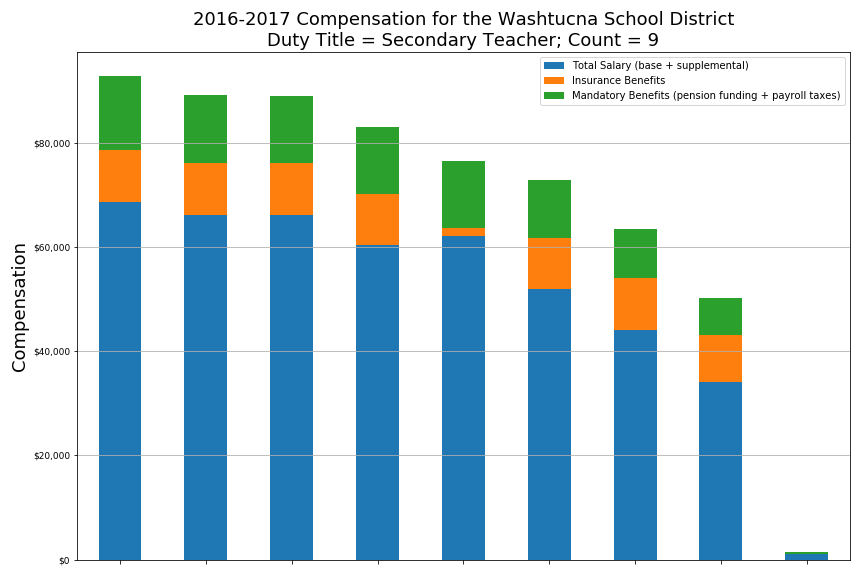 2016-2017 Compensation for the Washtucna School District
Duty Title = Secondary Teacher; Count = 9
Total Salary (base + supplemental)
Insurance Benefits
Mandatory Benefits (pension funding + payroll taxes)
$80,000
$60,000
$40,000
$20,000
$0
Compensation